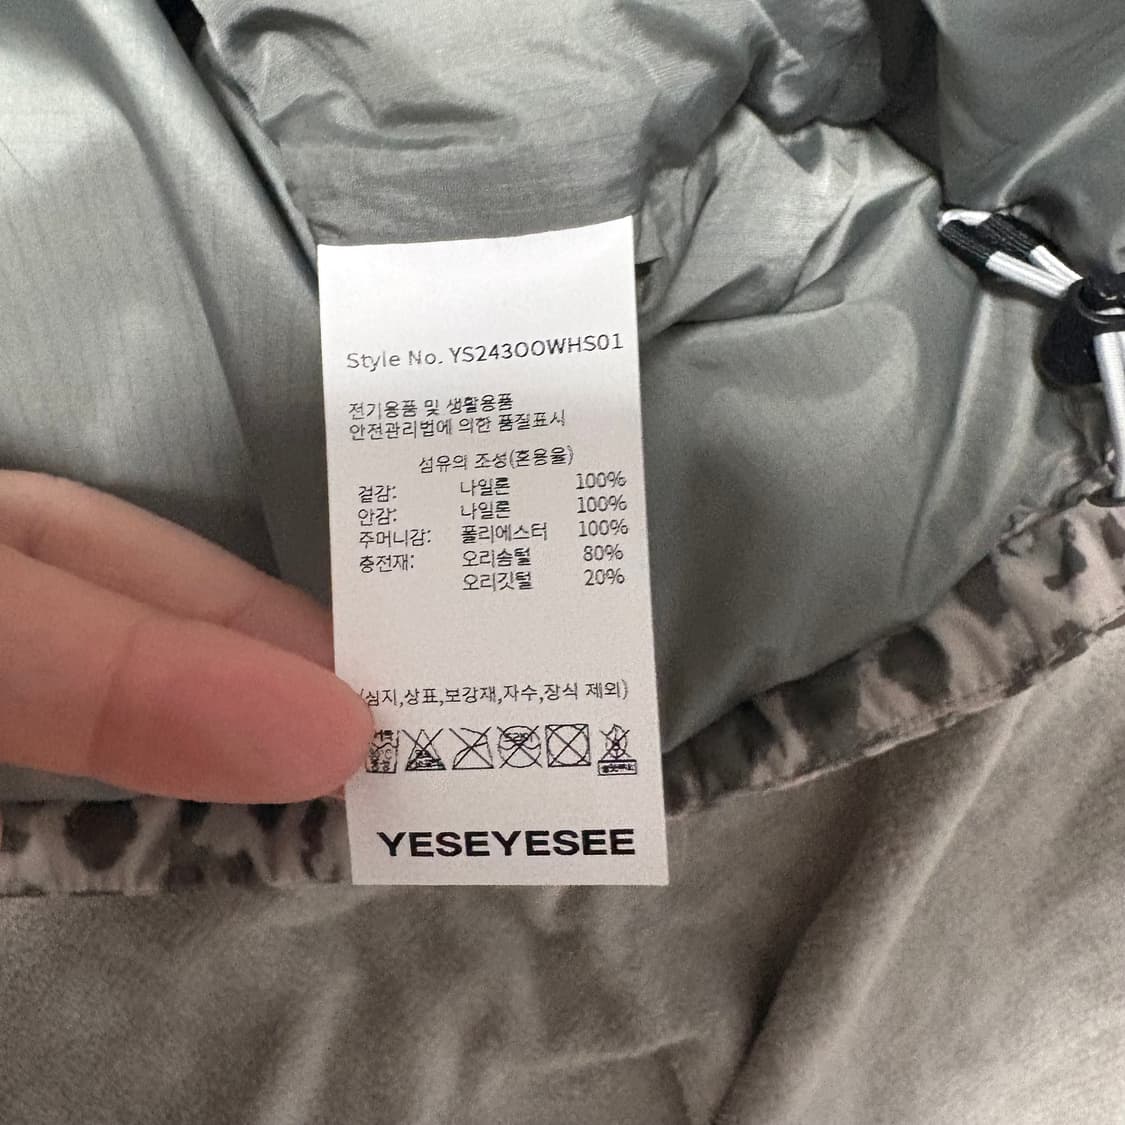 Style No. YS24300WHS01
전기용품 및 생활용품
안전관리법에 의한 품질표시
섬유의 조성(혼용율)
겉감: 나일론 100%
안감: 나일론 100%
주머니감: 폴리에스터 100%
충전재: 오리솜털 80%
오리깃털 20%
(심지,상표,보강재,자수,장식 제외)
YESEYESEE